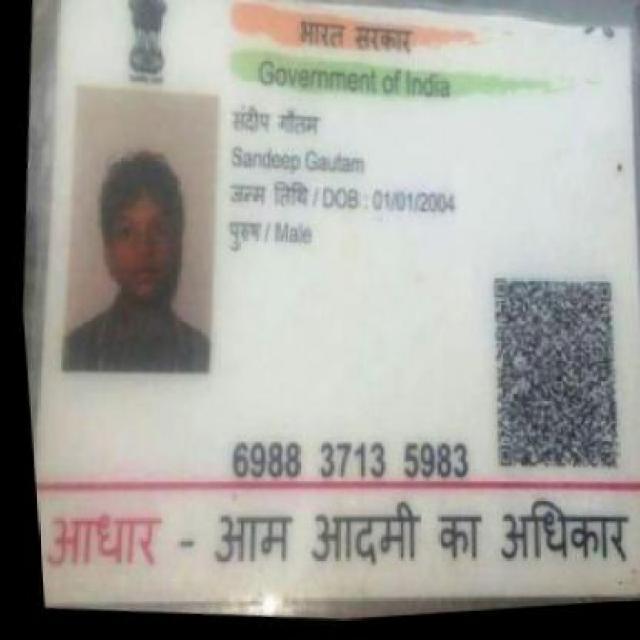 भारत सरकार
Government of India
संदीप गौतम
Sandeep Gautam
जन्म तिथि / DOB : 01/01/2004
पुरुष / Male
6988 3713 5983
आधार - आम आदमी का अधिकार